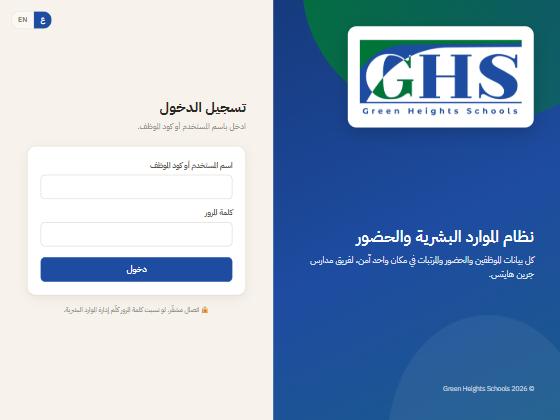 GHS
Green Heights Schools
نظام الموارد البشرية والحضور
كل بيانات الموظفين والحضور والمرتبات في مكان واحد آمن، لفريق مدارس
جرين هايتس.
Green Heights Schools 2026 ©
EN
ع
تسجيل الدخول
ادخل باسم المستخدم أو كود الموظف.
اسم المستخدم أو كود الموظف
كلمة المرور
دخول
اتصال مشفّر. لو نسيت كلمة المرور كلّم إدارة الموارد البشرية.